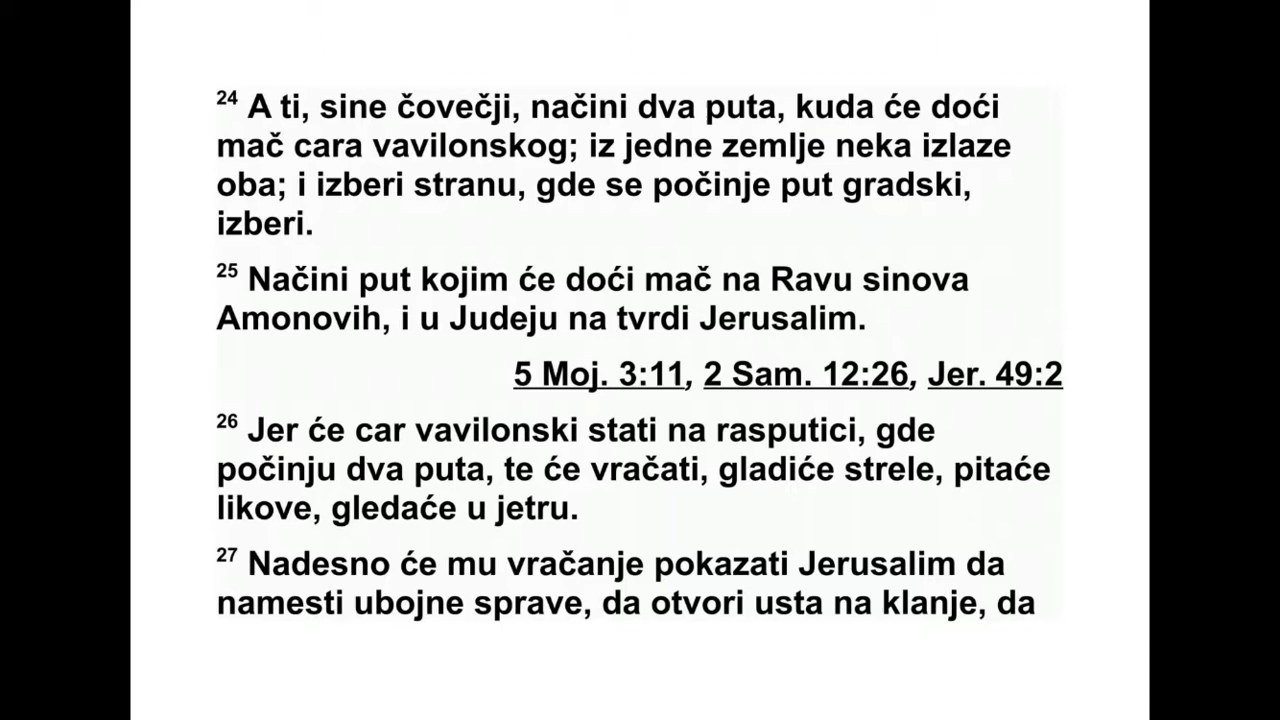 24 A ti, sine čovečji, načini dva puta, kuda će doći
mač cara vavilonskog; iz jedne zemlje neka izlaze
oba; i izberi stranu, gde se počinje put gradski,
izberi.
25 Načini put kojim će doći mač na Ravu sinova
Amonovih, i u Judeju na tvrdi Jerusalim.
5 Moj. 3:11, 2 Sam. 12:26, Jer. 49:2
26 Jer će car vavilonski stati na rasputici, gde
počinju dva puta, te će vračati, gladiće strele, pitaće
likove, gledaće u jetru.
27 Nadesno će mu vračanje pokazati Jerusalim da
namesti ubojne sprave, da otvori usta na klanje, da